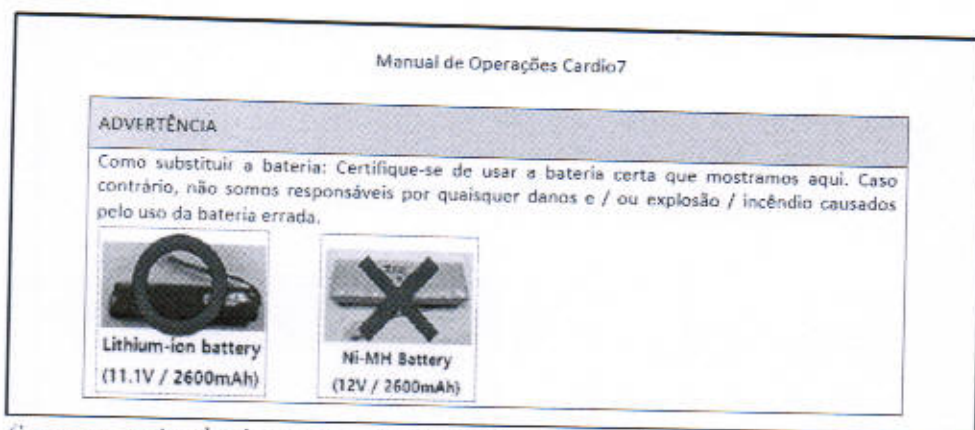 Manual de Operações Cardio7
ADVERTÊNCIA
Como substituir a bateria: Certifique-se de usar a bateria certa que mostramos aqui. Caso
contrário, não somos responsáveis por quaisquer danos e / ou explosão / incêndio causados
pelo uso da bateria errada.
Lithium-ion battery
(11.1V / 2600mAh)
Ni-MH Battery
(12V / 2600mAh)